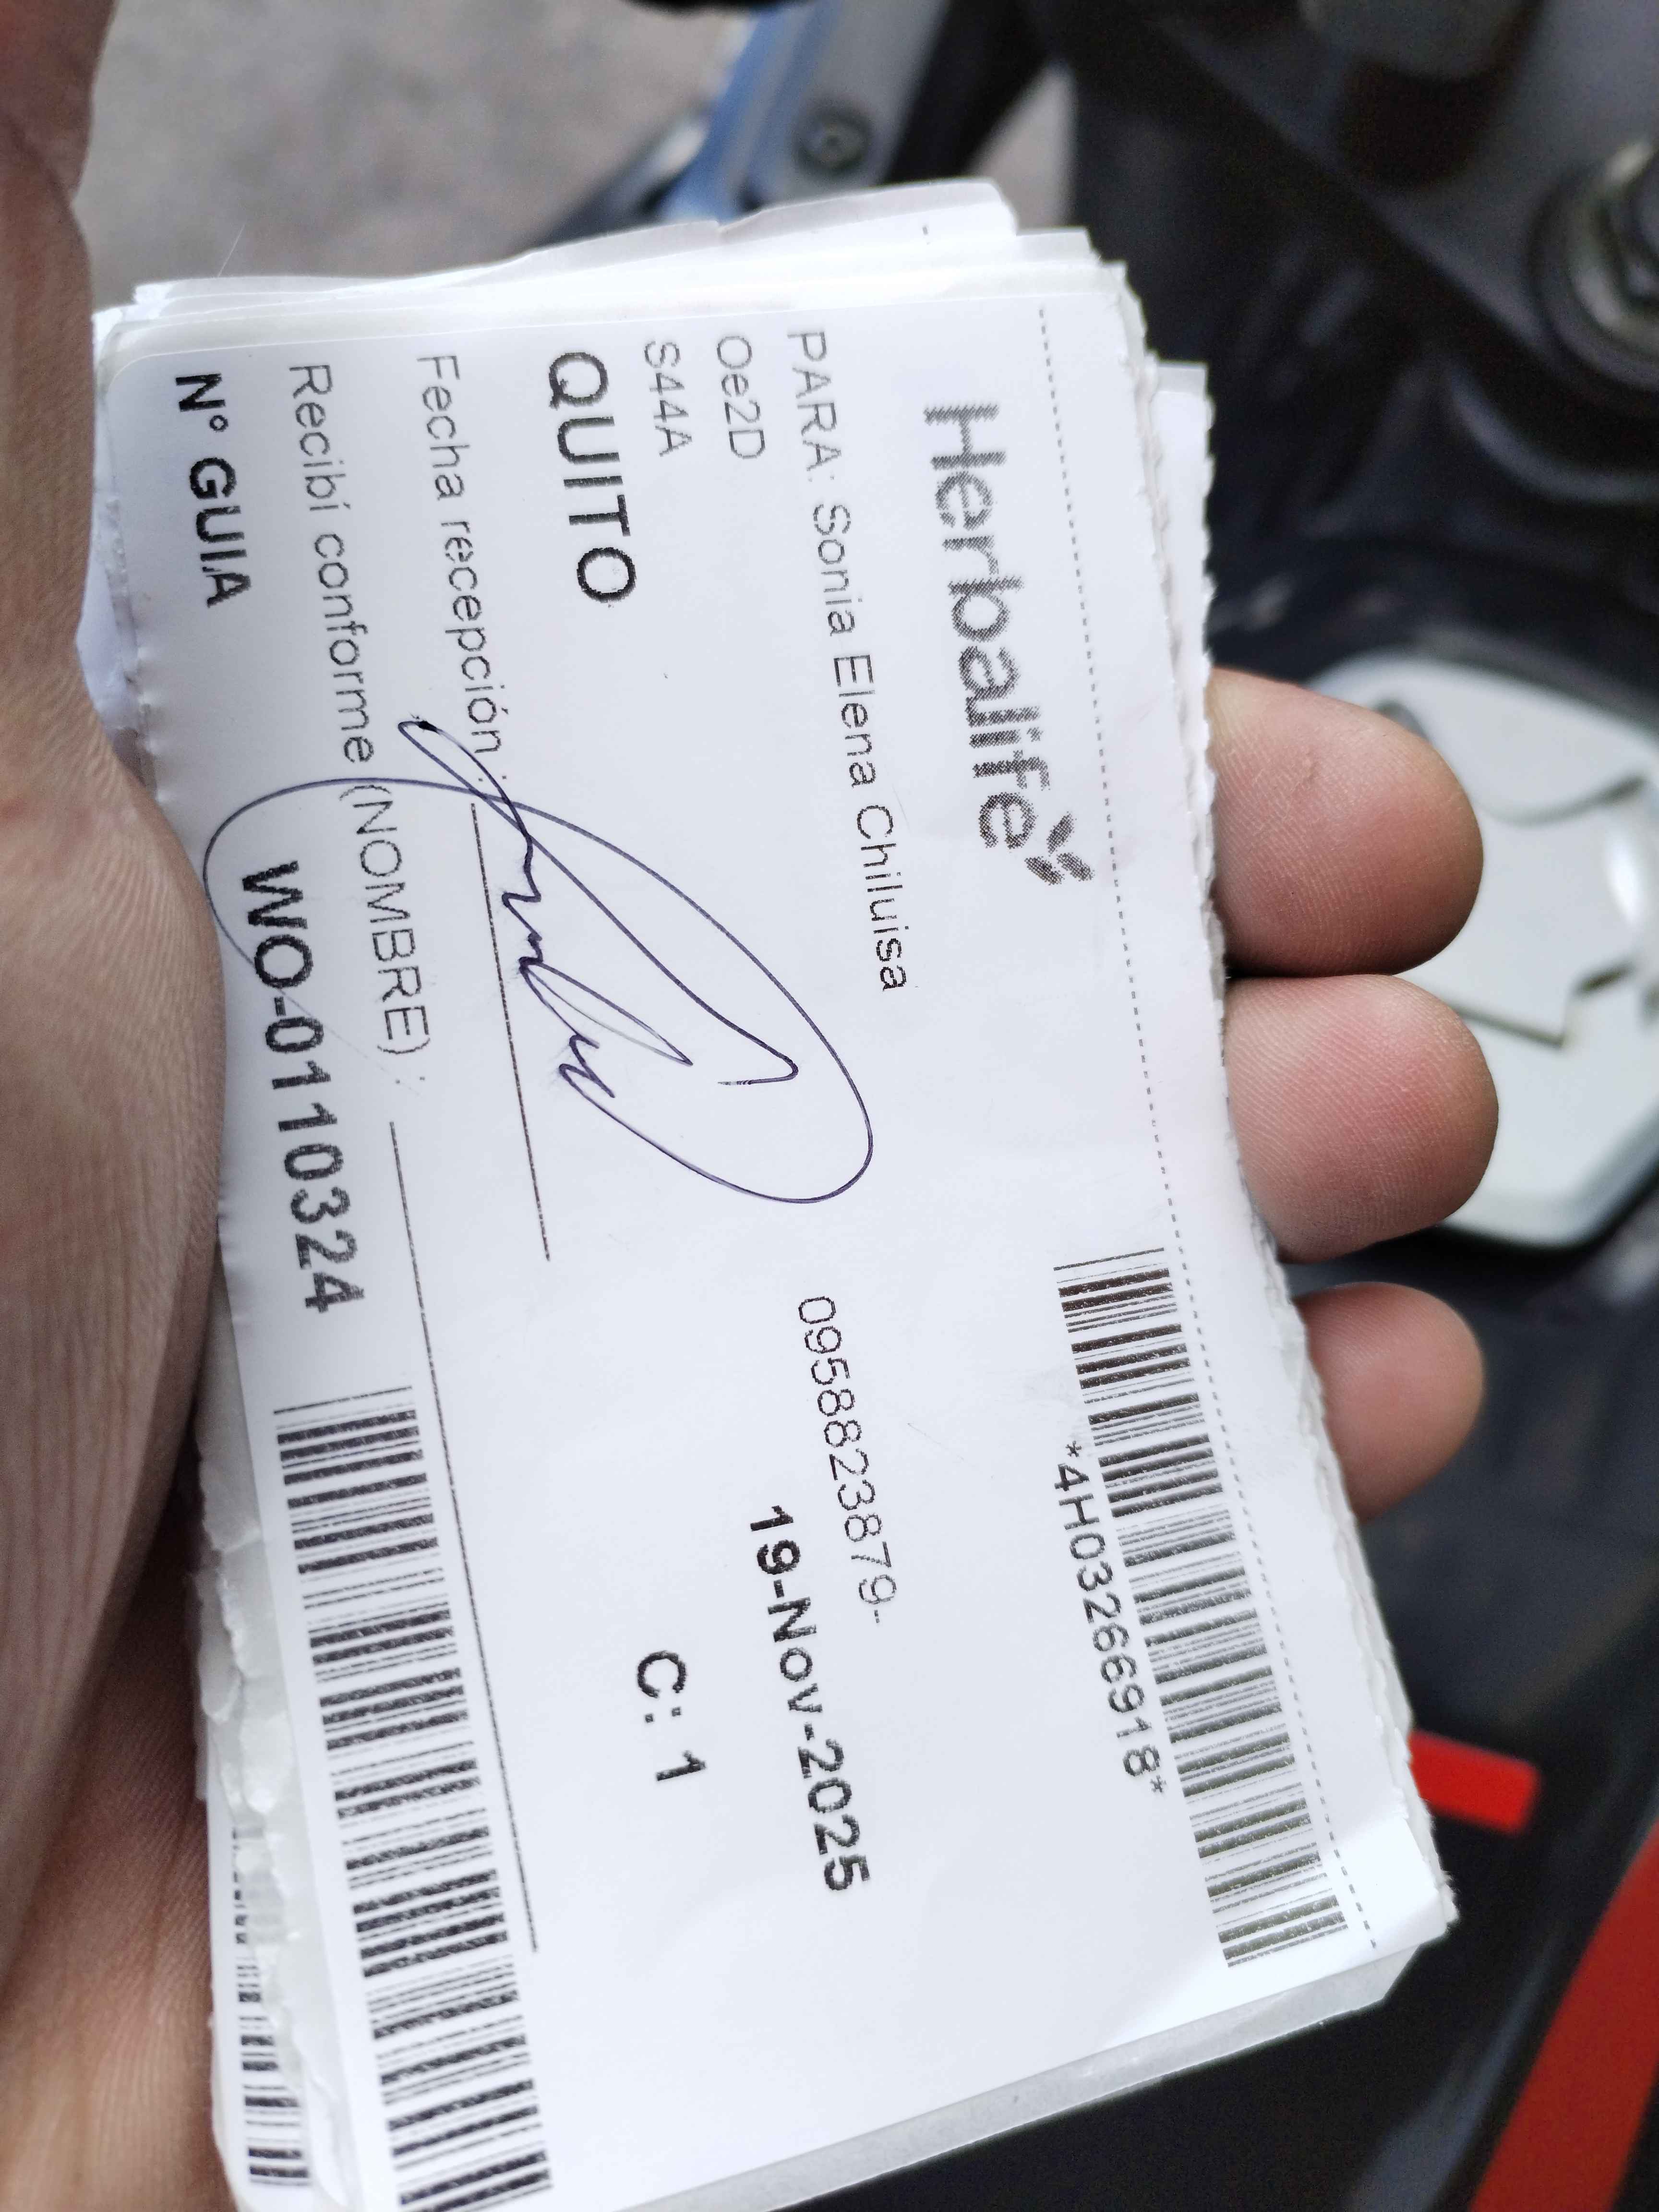 Herbalife
*4H03266918*
PARA: Sonia Elena Chiluisa
0958823879-
Oe2D
19-Nov-2025
S44A
QUITO
C: 1
Fecha recepción :
Recibí conforme (NOMBRE) :
N° GUIA
WO-0110324